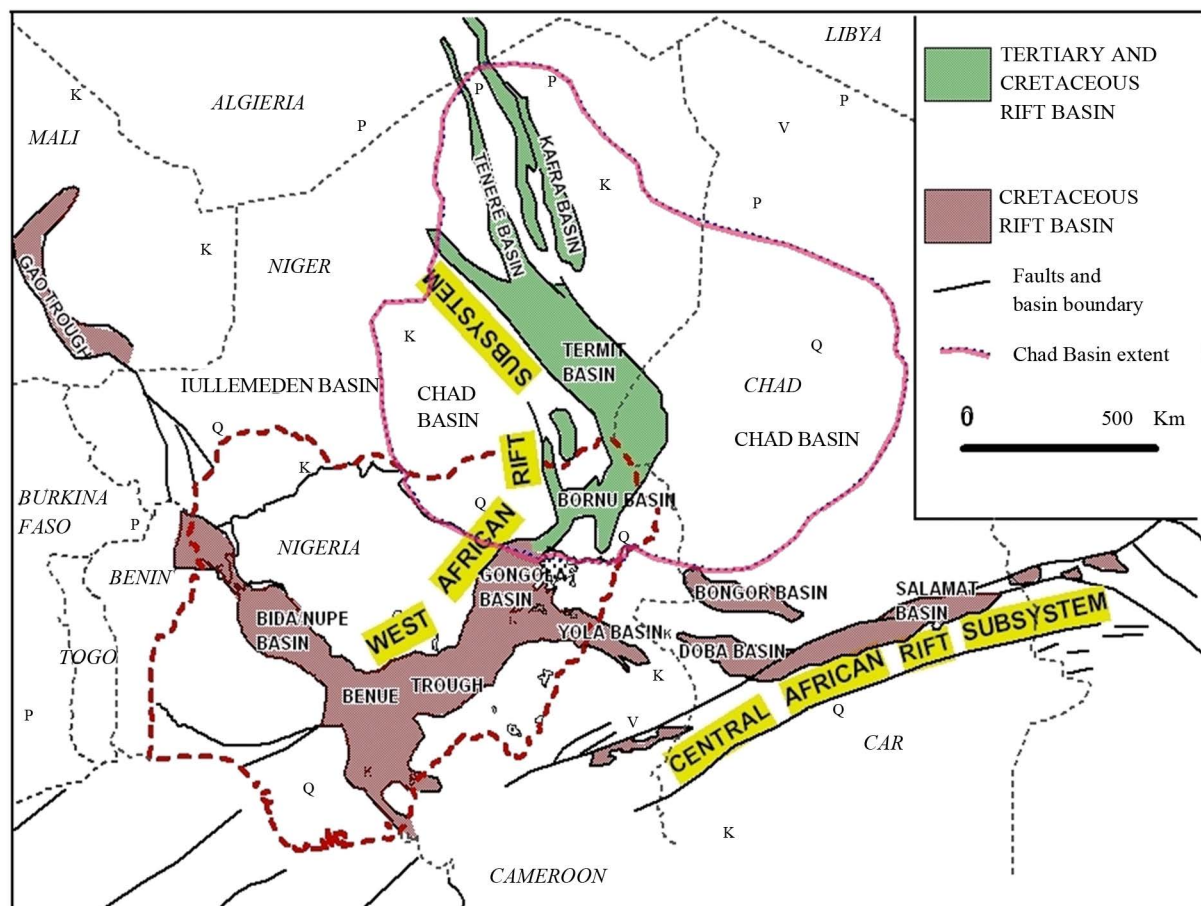 LIBYA
ALGIERIA
MALI
K
P
P
P
P
V
K
K
P
KAFRA BASIN
TENERE BASIN
GAO TROUGH
NIGER
WEST AFRICAN RIFT SUBSYSTEM
TERMIT
BASIN
K
Q
CHAD
IULLEMEDEN BASIN
CHAD
BASIN
CHAD BASIN
Q
K
BURKINA
FASO
P
Q
BORNU BASIN
Q
NIGERIA
BENIN
GONGOLA
BASIN
K
BONGOR BASIN
SALAMAT
BASIN
BIDA/NUPE
BASIN
YOLA BASIN
K
DOBA BASIN
TOGO
BENUE TROUGH
K
P
V
Q
CENTRAL AFRICAN RIFT SUBSYSTEM
CAR
Q
K
K
K
CAMEROON
TERTIARY AND
CRETACEOUS
RIFT BASIN
CRETACEOUS
RIFT BASIN
Faults and
basin boundary
Chad Basin extent
0 500 Km